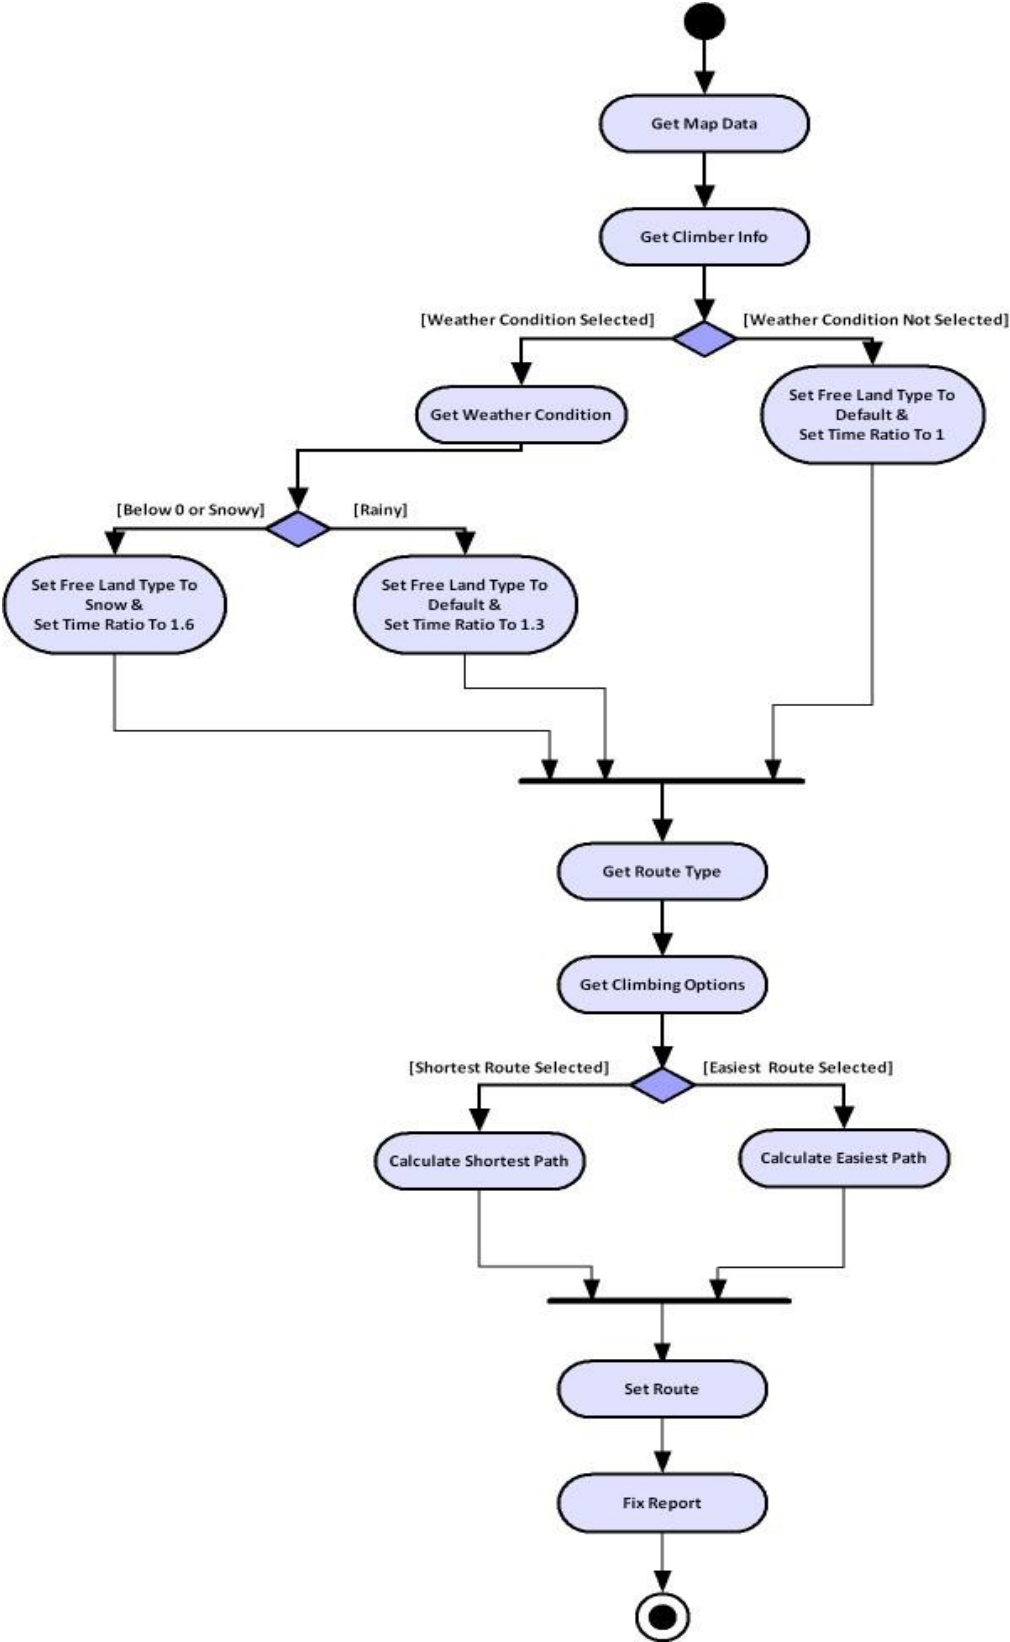 Get Map Data
Get Climber Info
[Weather Condition Selected]
[Weather Condition Not Selected]
Get Weather Condition
Set Free Land Type To
Default &
Set Time Ratio To 1
[Below 0 or Snowy]
[Rainy]
Set Free Land Type To
Snow &
Set Time Ratio To 1.6
Set Free Land Type To
Default &
Set Time Ratio To 1.3
Get Route Type
Get Climbing Options
[Shortest Route Selected]
[Easiest Route Selected]
Calculate Shortest Path
Calculate Easiest Path
Set Route
Fix Report